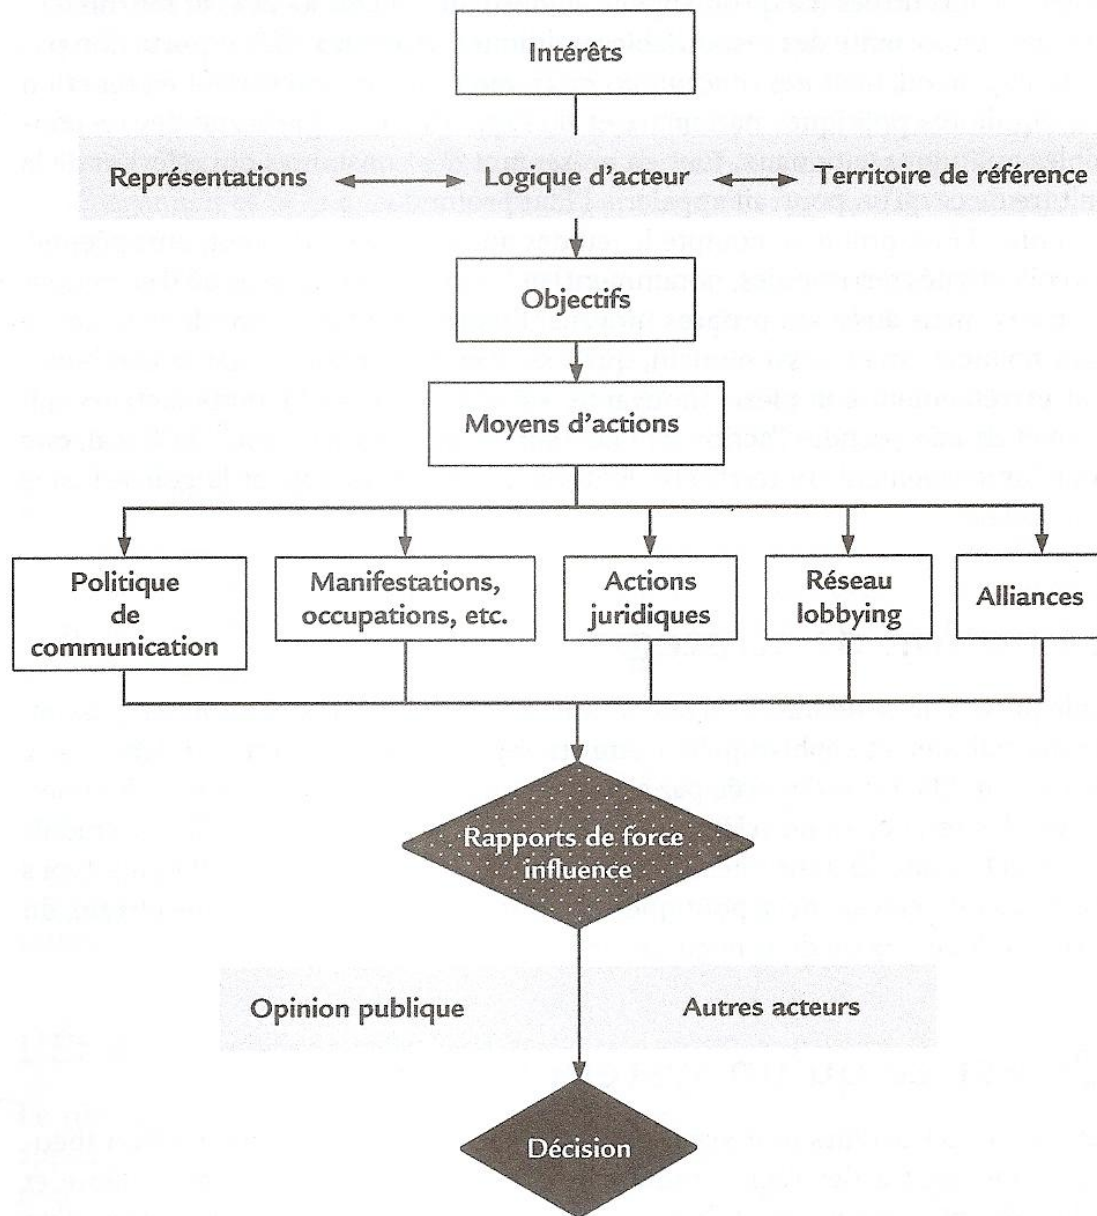 Intérêts
Représentations Logique d'acteur Territoire de référence
Objectifs
Moyens d'actions
Politique
de
communication
Manifestations,
occupations, etc.
Actions
juridiques
Réseau
lobbying
Alliances
Rapports de force
influence
Opinion publique Autres acteurs
Décision